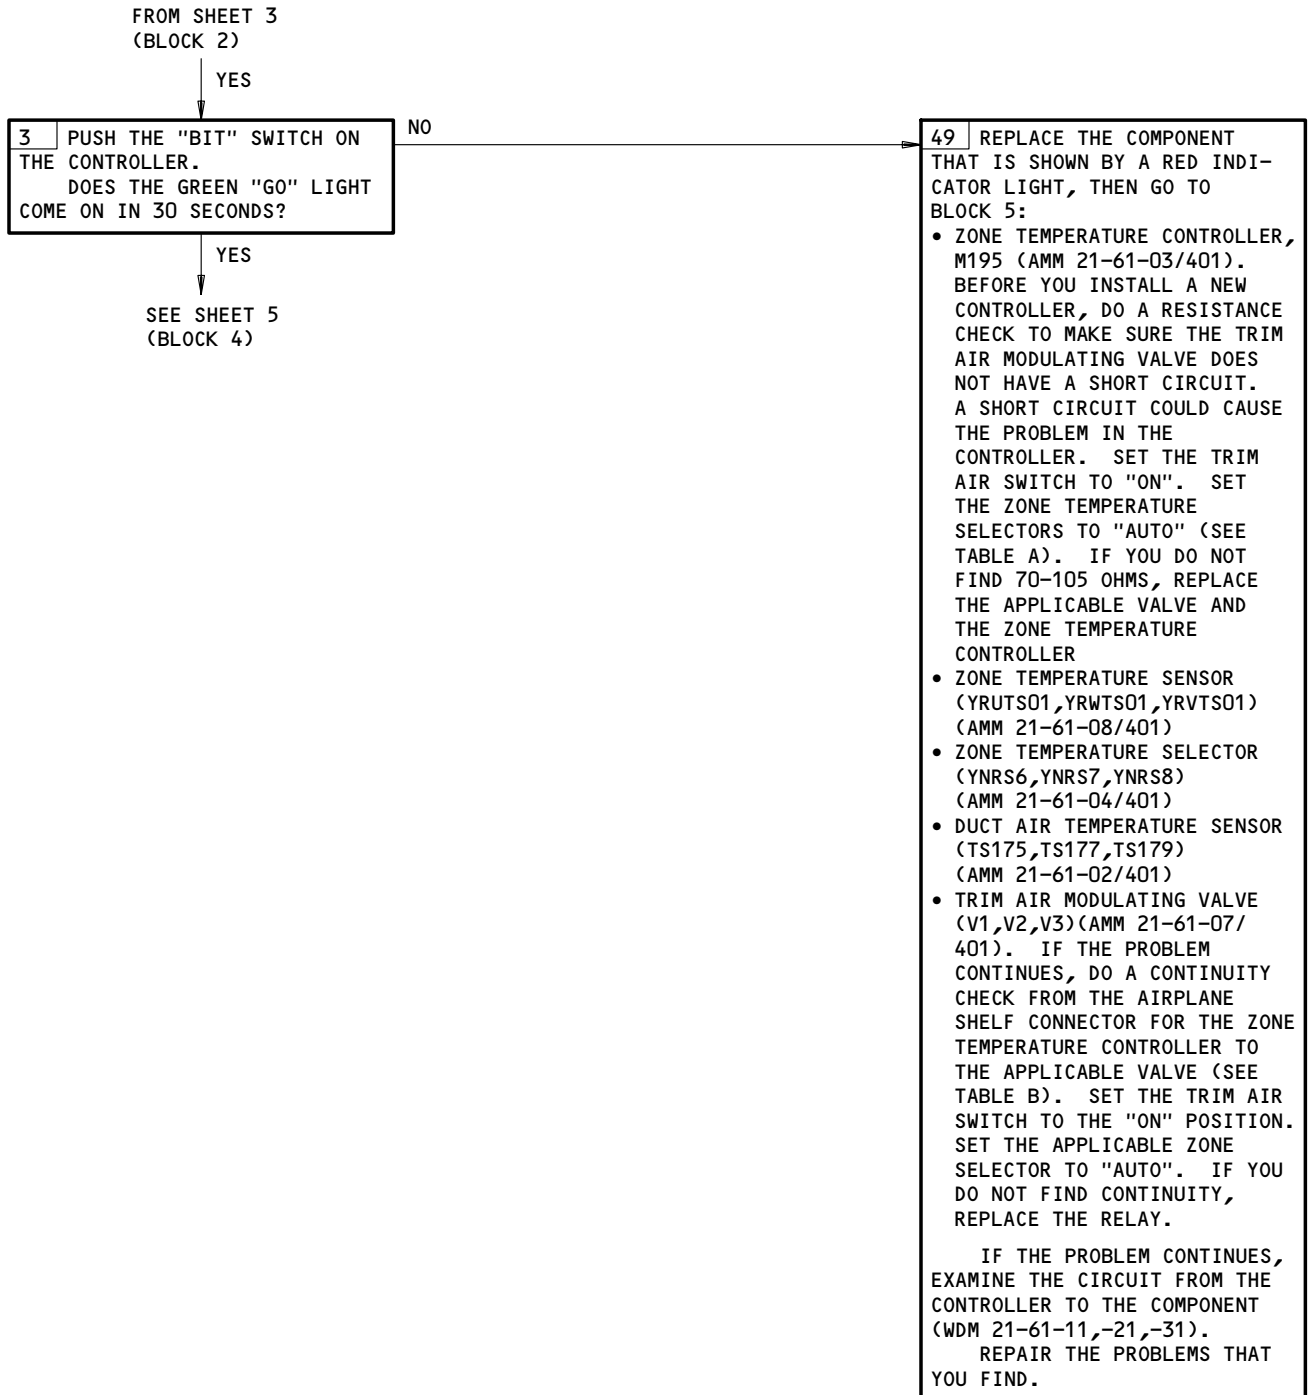 FROM SHEET 3
(BLOCK 2)
YES
3 PUSH THE "BIT" SWITCH ON
THE CONTROLLER.
DOES THE GREEN "GO" LIGHT
COME ON IN 30 SECONDS?
NO
YES
SEE SHEET 5
(BLOCK 4)
49 REPLACE THE COMPONENT
THAT IS SHOWN BY A RED INDI-
CATOR LIGHT, THEN GO TO
BLOCK 5:
• ZONE TEMPERATURE CONTROLLER,
M195 (AMM 21-61-03/401).
BEFORE YOU INSTALL A NEW
CONTROLLER, DO A RESISTANCE
CHECK TO MAKE SURE THE TRIM
AIR MODULATING VALVE DOES
NOT HAVE A SHORT CIRCUIT.
A SHORT CIRCUIT COULD CAUSE
THE PROBLEM IN THE
CONTROLLER. SET THE TRIM
AIR SWITCH TO "ON". SET
THE ZONE TEMPERATURE
SELECTORS TO "AUTO" (SEE
TABLE A). IF YOU DO NOT
FIND 70-105 OHMS, REPLACE
THE APPLICABLE VALVE AND
THE ZONE TEMPERATURE
CONTROLLER
• ZONE TEMPERATURE SENSOR
(YRUTS01,YRWTS01,YRVTS01)
(AMM 21-61-08/401)
• ZONE TEMPERATURE SELECTOR
(YNRS6,YNRS7,YNRS8)
(AMM 21-61-04/401)
• DUCT AIR TEMPERATURE SENSOR
(TS175,TS177,TS179)
(AMM 21-61-02/401)
• TRIM AIR MODULATING VALVE
(V1,V2,V3)(AMM 21-61-07/
401). IF THE PROBLEM
CONTINUES, DO A CONTINUITY
CHECK FROM THE AIRPLANE
SHELF CONNECTOR FOR THE ZONE
TEMPERATURE CONTROLLER TO
THE APPLICABLE VALVE (SEE
TABLE B). SET THE TRIM AIR
SWITCH TO THE "ON" POSITION.
SET THE APPLICABLE ZONE
SELECTOR TO "AUTO". IF YOU
DO NOT FIND CONTINUITY,
REPLACE THE RELAY.
IF THE PROBLEM CONTINUES,
EXAMINE THE CIRCUIT FROM THE
CONTROLLER TO THE COMPONENT
(WDM 21-61-11,-21,-31).
REPAIR THE PROBLEMS THAT
YOU FIND.